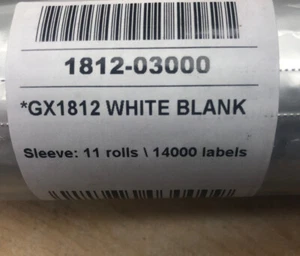 1812-03000
*GX1812 WHITE BLANK
Sleeve: 11 rolls \ 14000 labels